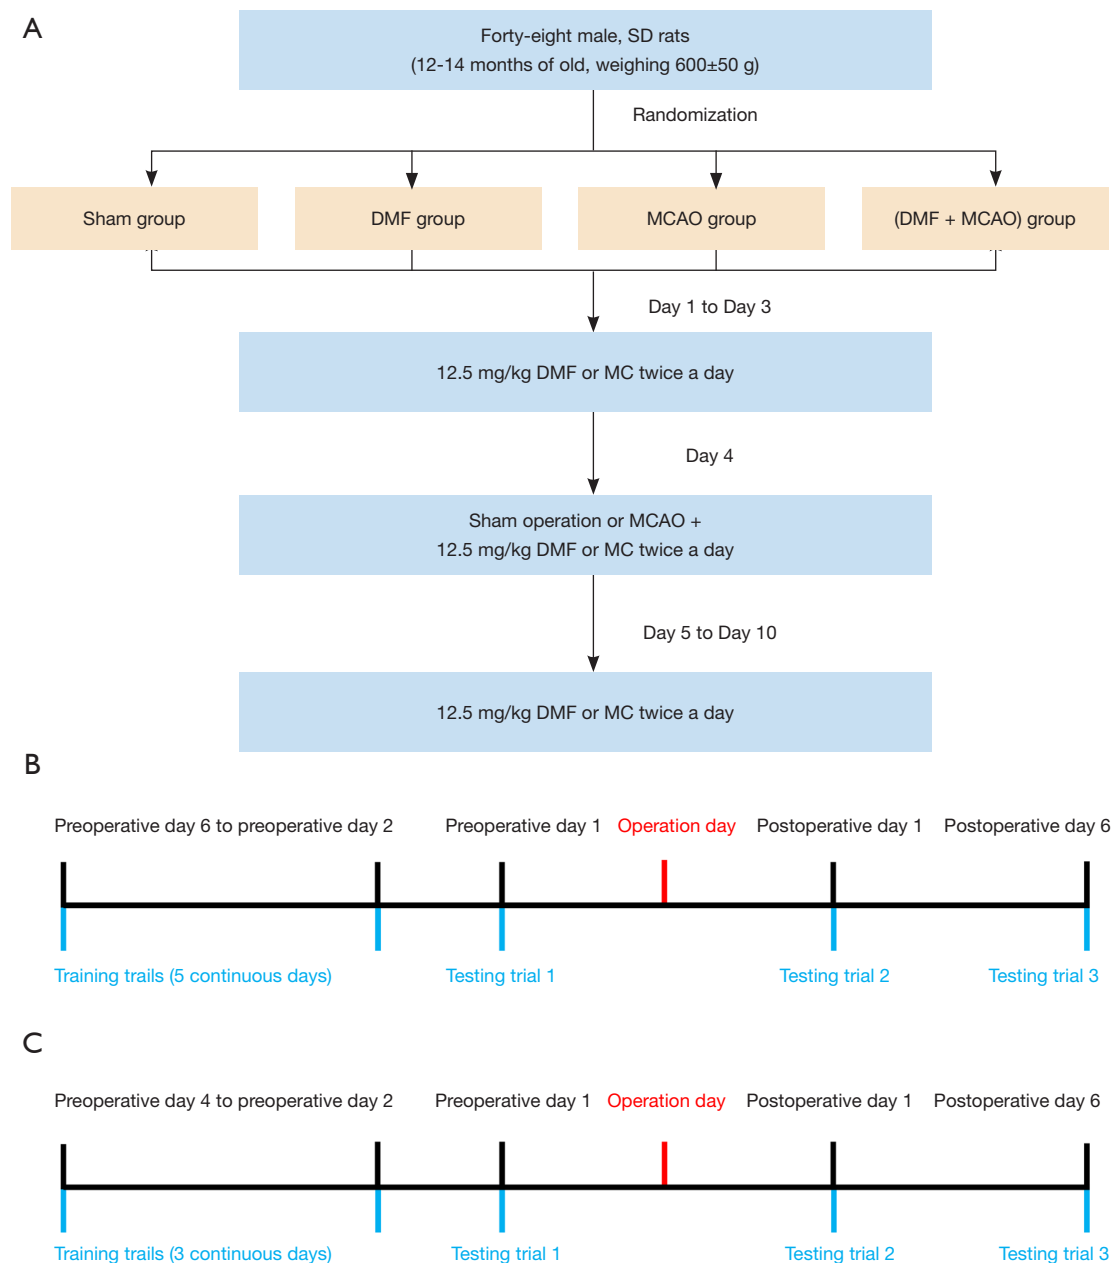 A
Forty-eight male, SD rats
(12-14 months of old, weighing 600±50 g)
Randomization
Sham group
DMF group
MCAO group
(DMF + MCAO) group
Day 1 to Day 3
12.5 mg/kg DMF or MC twice a day
Day 4
Sham operation or MCAO +
12.5 mg/kg DMF or MC twice a day
Day 5 to Day 10
12.5 mg/kg DMF or MC twice a day
B
Preoperative day 6 to preoperative day 2
Preoperative day 1
Operation day
Postoperative day 1
Postoperative day 6
Training trails (5 continuous days)
Testing trial 1
Testing trial 2
Testing trial 3
C
Preoperative day 4 to preoperative day 2
Preoperative day 1
Operation day
Postoperative day 1
Postoperative day 6
Training trails (3 continuous days)
Testing trial 1
Testing trial 2
Testing trial 3